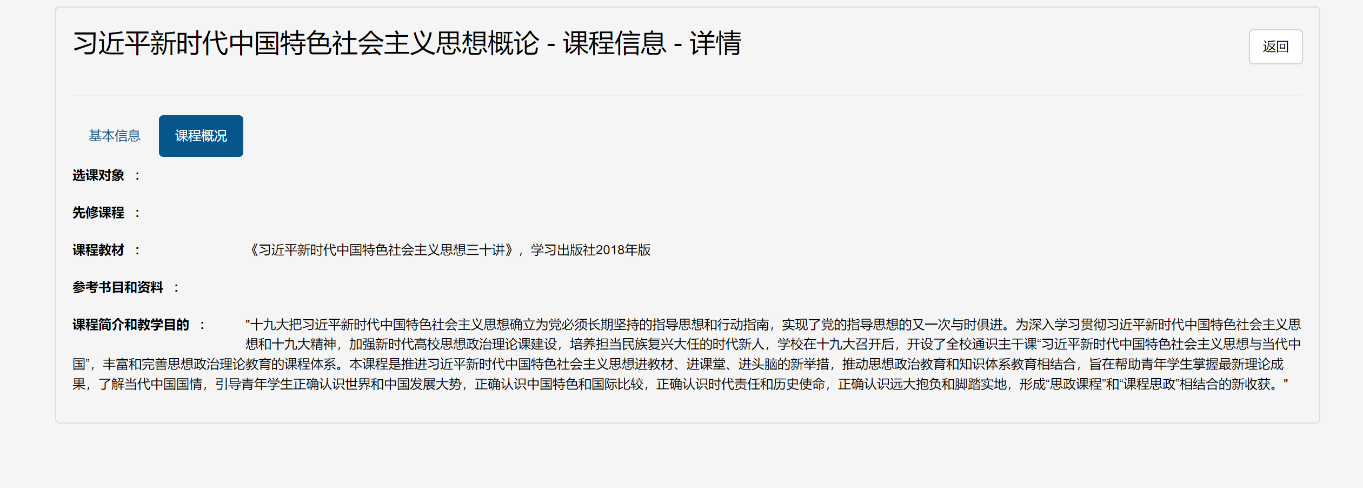 习近平新时代中国特色社会主义思想概论 - 课程信息 - 详情
返回
基本信息
课程概况
选课对象 ：
先修课程 ：
课程教材 ： 《习近平新时代中国特色社会主义思想三十讲》，学习出版社2018年版
参考书目和资料 ：
课程简介和教学目的 ： "十九大把习近平新时代中国特色社会主义思想确立为党必须长期坚持的指导思想和行动指南，实现了党的指导思想的又一次与时俱进。为深入学习贯彻习近平新时代中国特色社会主义思
想和十九大精神，加强新时代高校思想政治理论课建设，培养担当民族复兴大任的时代新人，学校在十九大召开后，开设了全校通识主干课“习近平新时代中国特色社会主义思想与当代中
国”，丰富和完善思想政治理论教育的课程体系。本课程是推进习近平新时代中国特色社会主义思想进教材、进课堂、进头脑的新举措，推动思想政治教育和知识体系教育相结合，旨在帮助青年学生掌握最新理论成
果，了解当代中国国情，引导青年学生正确认识世界和中国发展大势，正确认识中国特色和国际比较，正确认识时代责任和历史使命，正确认识远大抱负和脚踏实地，形成“思政课程”和“课程思政”相结合的新收获。"